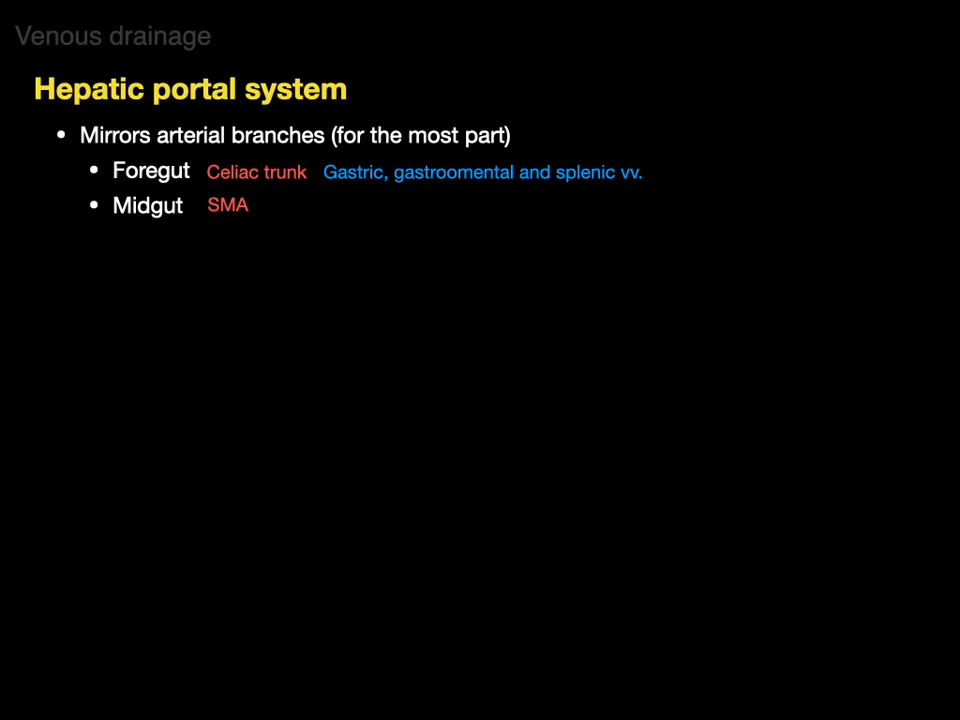 Venous drainage
Hepatic portal system
• Mirrors arterial branches (for the most part)
• Foregut Celiac trunk Gastric, gastroomental and splenic vv.
• Midgut SMA